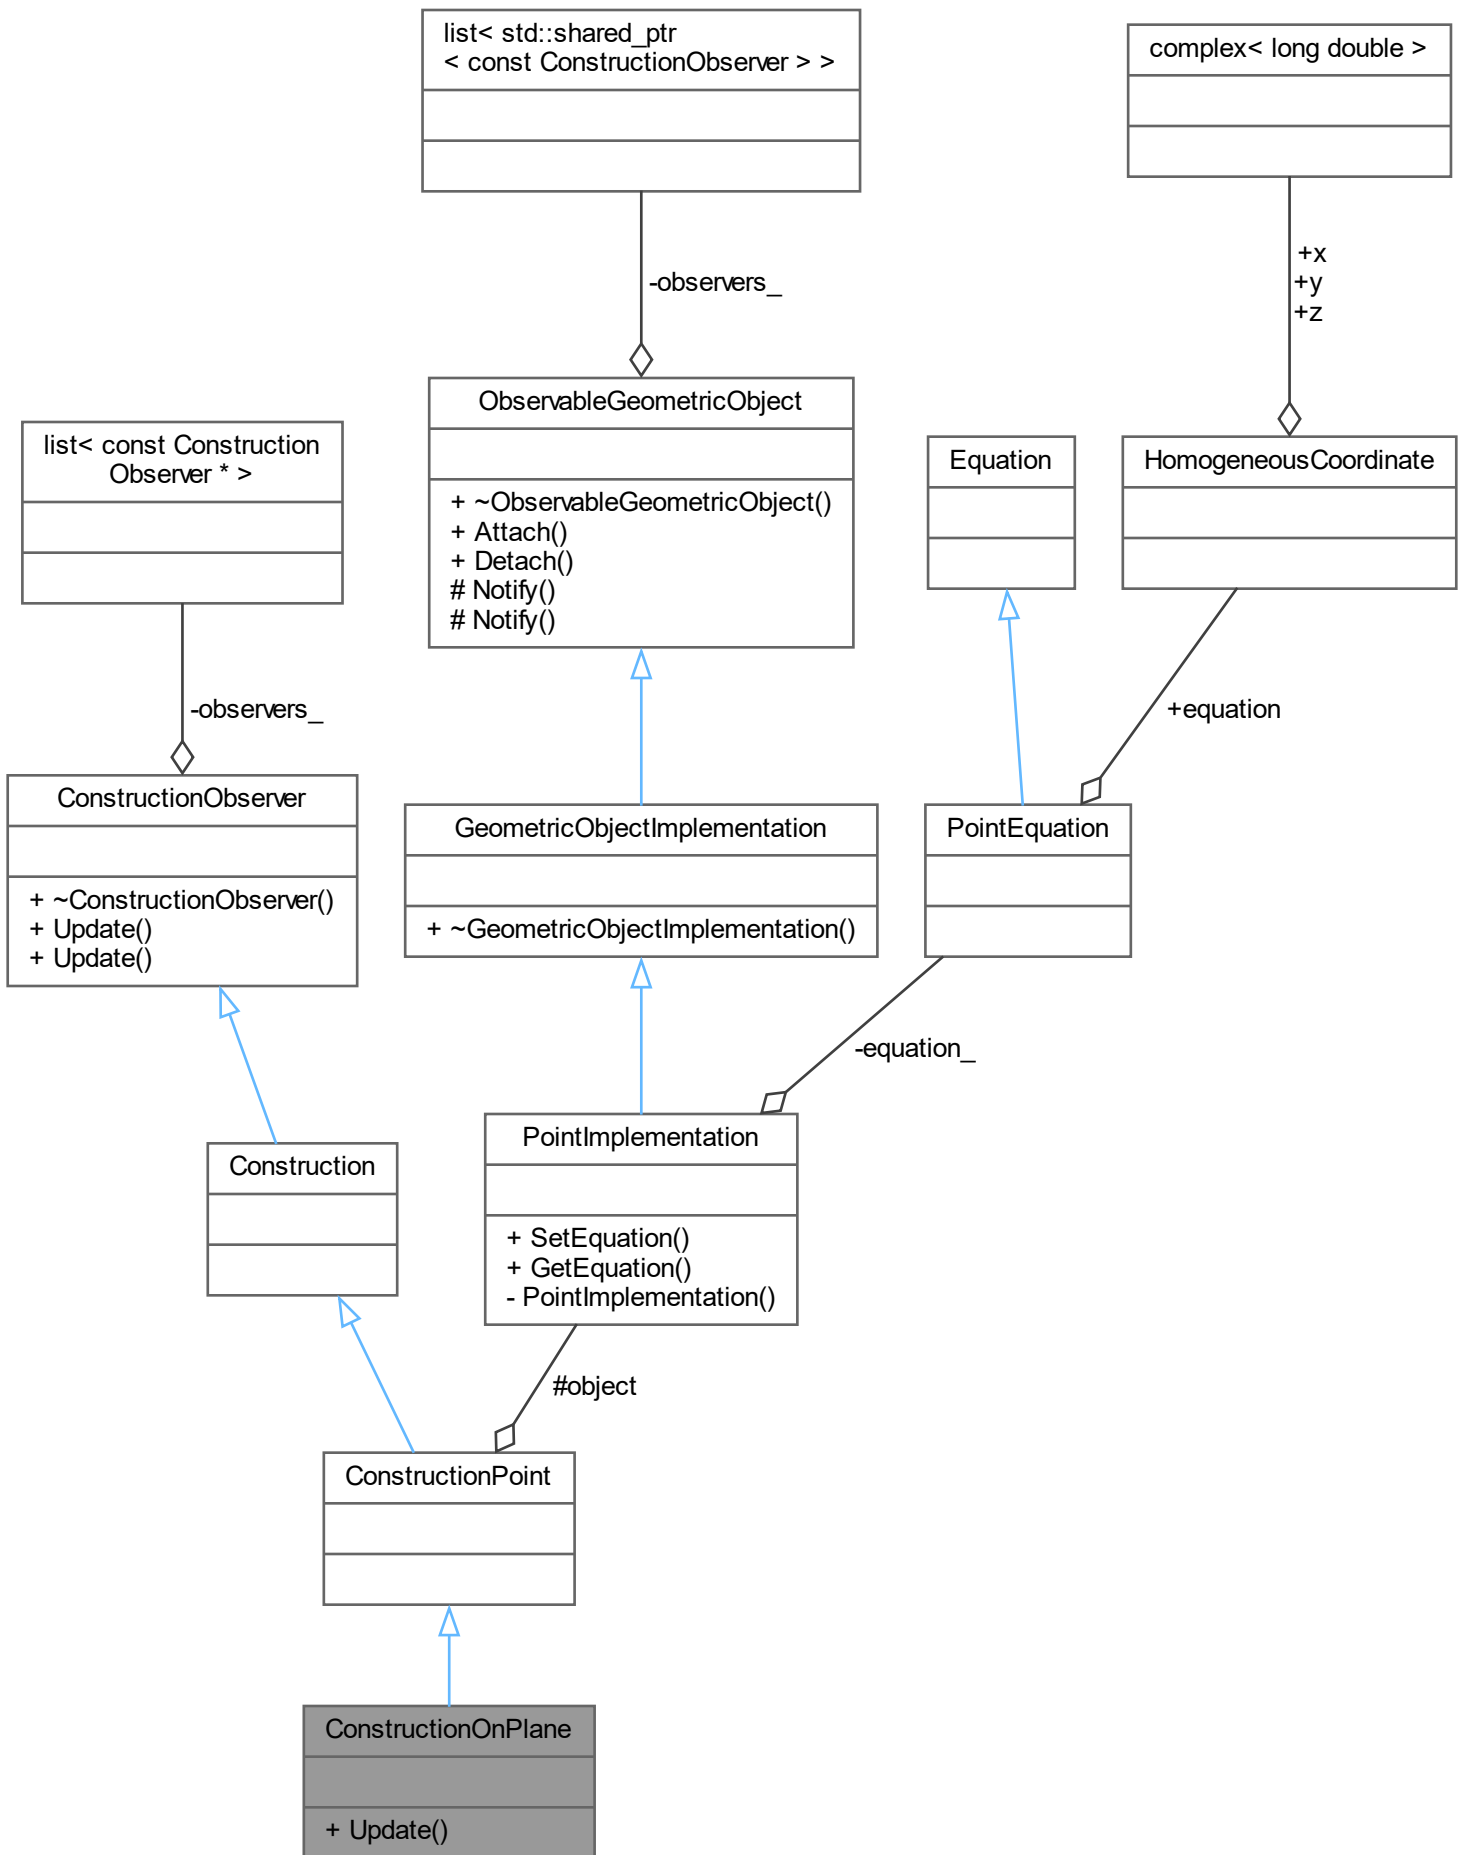 list< std::shared_ptr
< const ConstructionObserver > >
complex< long double >
-observers_
+x
+y
+z
ObservableGeometricObject
+ ~ObservableGeometricObject()
+ Attach()
+ Detach()
# Notify()
# Notify()
list< const Construction
Observer * >
Equation
HomogeneousCoordinate
-observers_
+equation
ConstructionObserver
+ ~ConstructionObserver()
+ Update()
+ Update()
GeometricObjectImplementation
+ ~GeometricObjectImplementation()
PointEquation
-equation_
Construction
PointImplementation
+ SetEquation()
+ GetEquation()
- PointImplementation()
#object
ConstructionPoint
ConstructionOnPlane
+ Update()